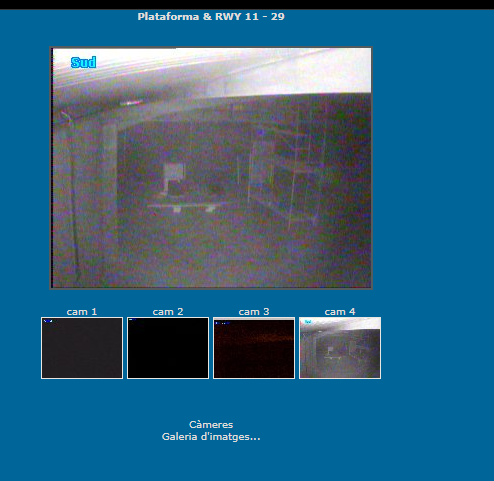 Plataforma & RWY 11 - 29
Sud
cam 1
cam 2
cam 3
cam 4
Sud
Càmeres
Galeria d'imatges...